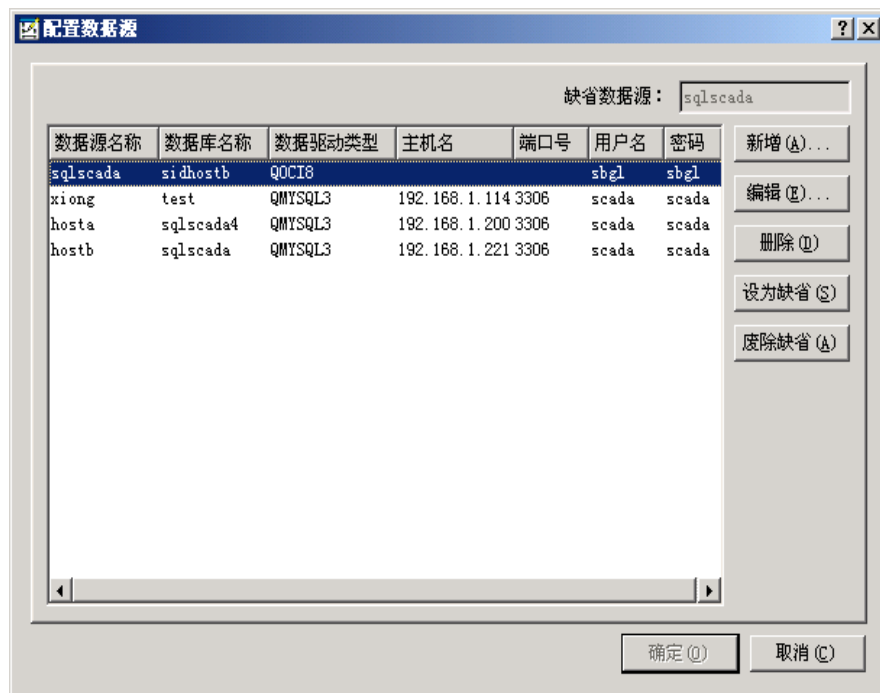 配置数据源
缺省数据源： sqlscada
数据源名称 数据库名称 数据驱动类型 主机名 端口号 用户名 密码
sqlscada sidhostb QOCI8 sbgl sbgl
xiong test QMYSQL3 192.168.1.114 3306 scada scada
hosta sqlscada4 QMYSQL3 192.168.1.200 3306 scada scada
hostb sqlscada QMYSQL3 192.168.1.221 3306 scada scada
新增(A)...
编辑(E)...
删除(D)
设为缺省(S)
废除缺省(A)
确定(O) 取消(C)